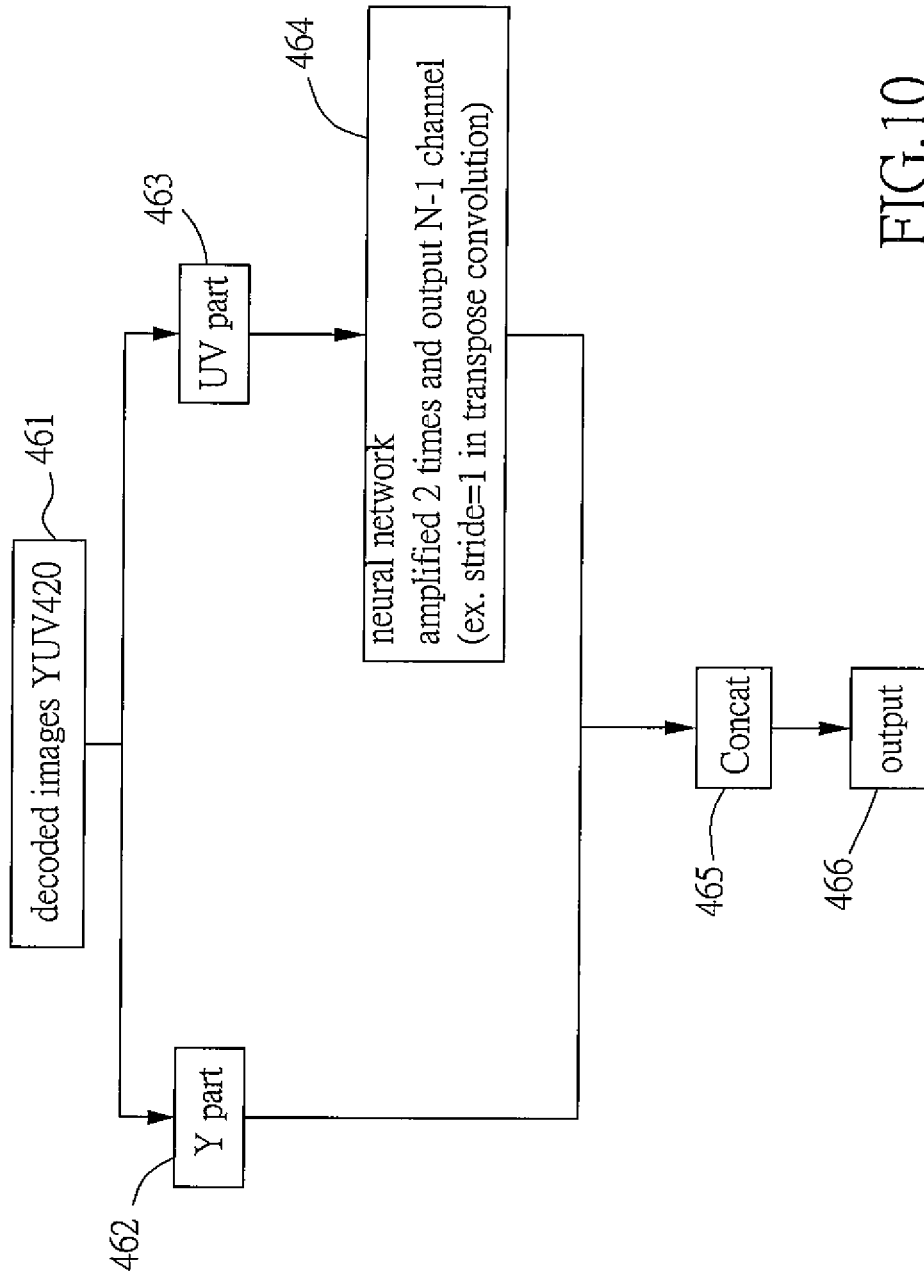 decoded images YUV420
461
Y part
462
UV part
463
neural network
amplified 2 times and output N-1 channel
(ex. stride=1 in transpose convolution)
464
Concat
465
output
466
FIG. 10